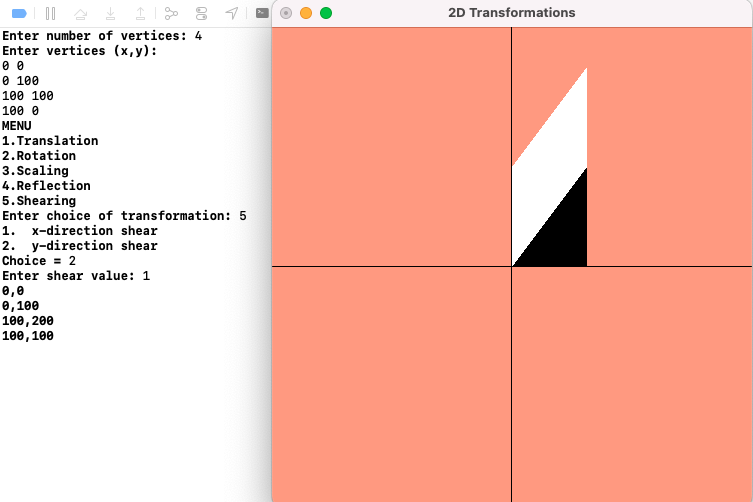 2D Transformations
Enter number of vertices: 4
Enter vertices (x,y):
0 0
0 100
100 100
100 0
MENU
1.Translation
2.Rotation
3.Scaling
4.Reflection
5.Shearing
Enter choice of transformation: 5
1.  x-direction shear
2.  y-direction shear
Choice = 2
Enter shear value: 1
0,0
0,100
100,200
100,100